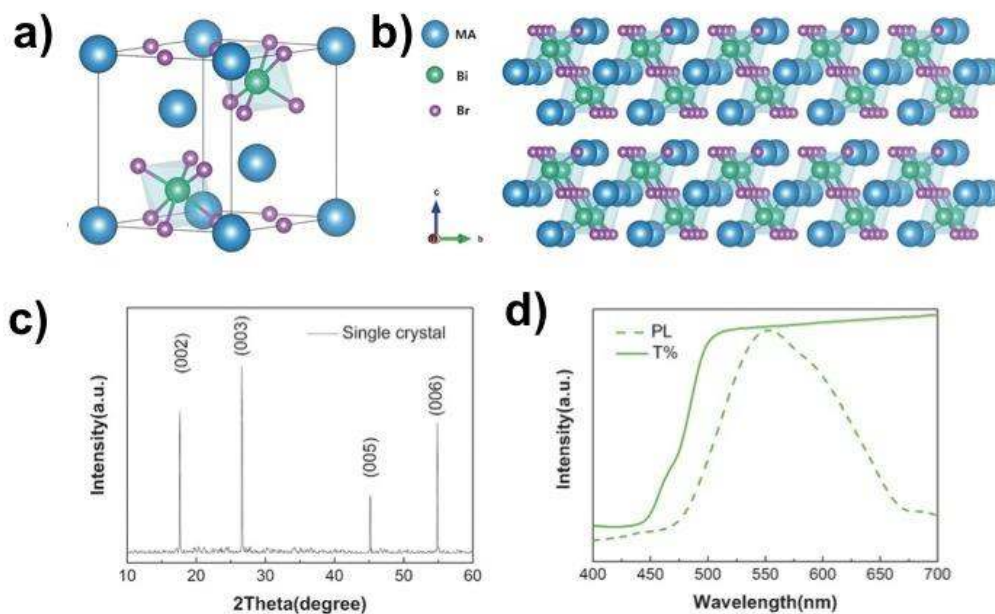 a)
MA
Bi
Br
c
b
b)
c)
Intensity(a.u.)
(002)
(003)
(005)
(006)
Single crystal
10 20 30 40 50 60
2Theta(degree)
d)
Intensity(a.u.)
PL
T%
400 450 500 550 600 650 700
Wavelength(nm)